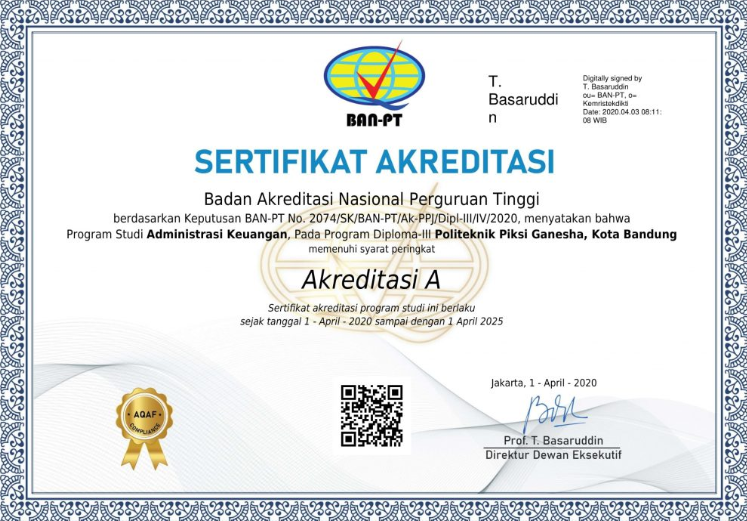 BAN-PT
T.
Basaruddi
n
Digitally signed by
T. Basaruddin
ou= BAN-PT, o=
Kemristekdikti
Date: 2020.04.03 08:11:
08 WIB
SERTIFIKAT AKREDITASI
Badan Akreditasi Nasional Perguruan Tinggi
berdasarkan Keputusan BAN-PT No. 2074/SK/BAN-PT/Ak-PPJ/Dipl-III/IV/2020, menyatakan bahwa
Program Studi Administrasi Keuangan, Pada Program Diploma-III Politeknik Piksi Ganesha, Kota Bandung
memenuhi syarat peringkat
Akreditasi A
Sertifikat akreditasi program studi ini berlaku
sejak tanggal 1 - April - 2020 sampai dengan 1 April 2025
AQAF
COMPLIANCE
Jakarta, 1 - April - 2020
Prof. T. Basaruddin
Direktur Dewan Eksekutif